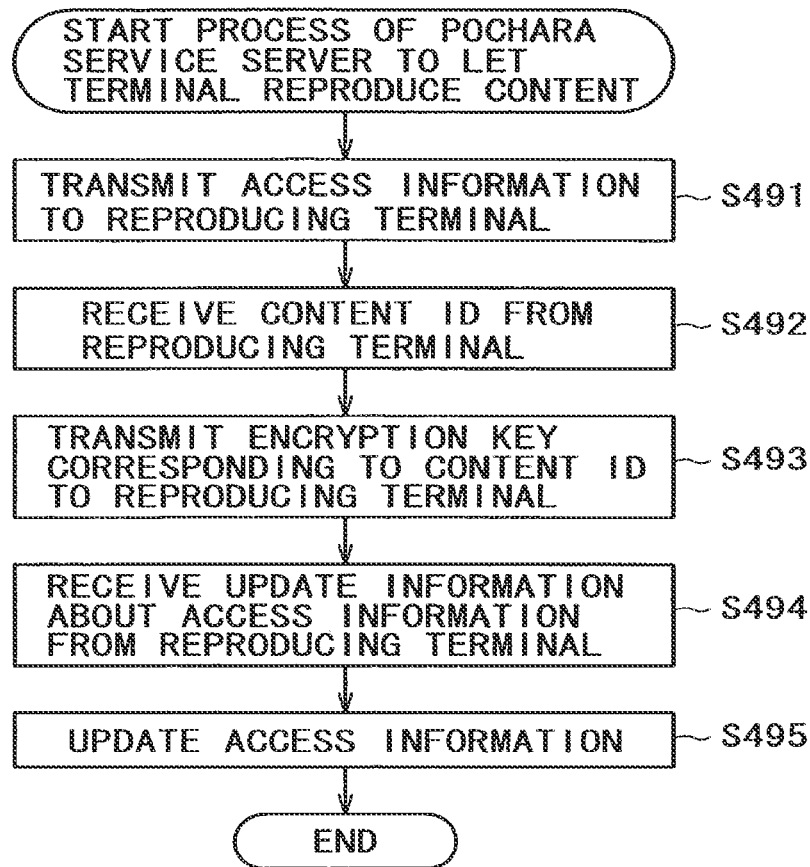 START PROCESS OF POCHARA
SERVICE SERVER TO LET
TERMINAL REPRODUCE CONTENT
TRANSMIT ACCESS INFORMATION
TO REPRODUCING TERMINAL
S491
RECEIVE CONTENT ID FROM
REPRODUCING TERMINAL
S492
TRANSMIT ENCRYPTION KEY
CORRESPONDING TO CONTENT ID
TO REPRODUCING TERMINAL
S493
RECEIVE UPDATE INFORMATION
ABOUT ACCESS INFORMATION
FROM REPRODUCING TERMINAL
S494
UPDATE ACCESS INFORMATION
S495
END